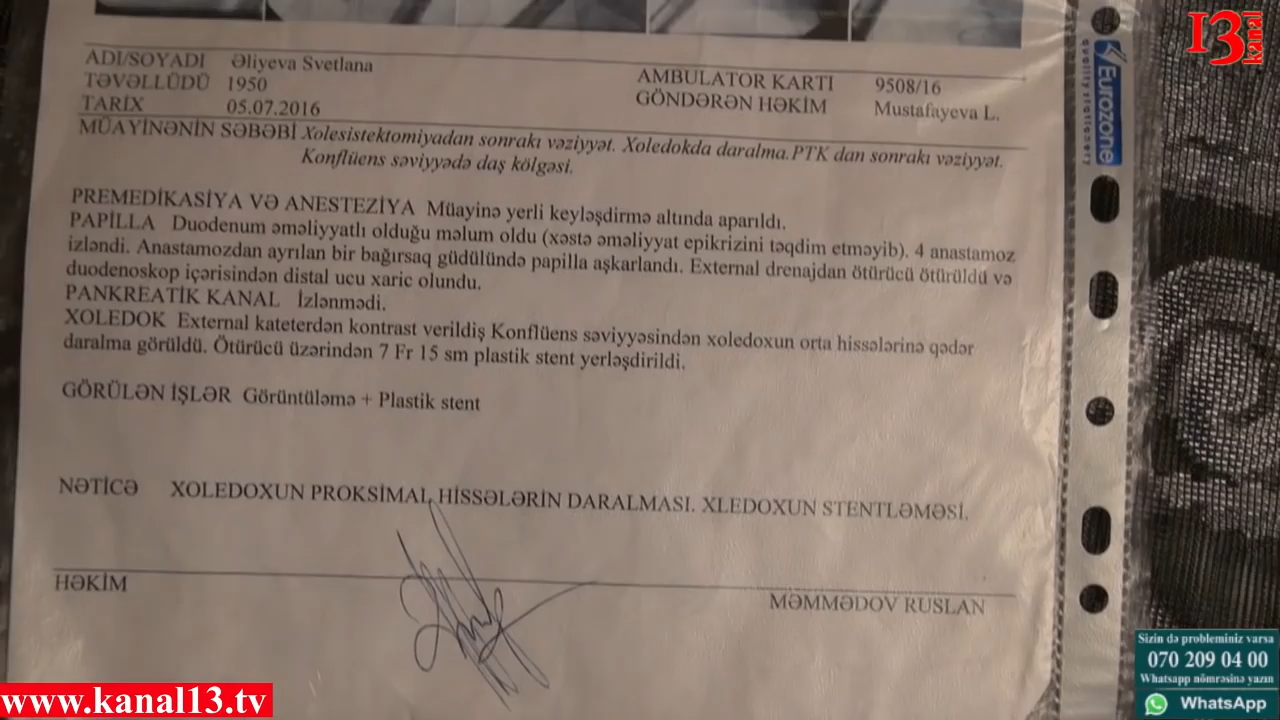 13 kanal
ADI/SOYADI Əliyeva Svetlana
TƏVƏLLÜDÜ 1950
TARİX 05.07.2016
AMBULATOR KARTI 9508/16
GÖNDƏRƏN HƏKİM Mustafayeva L.
MÜAYİNƏNİN SƏBƏBİ Xolesistektomiyadan sonrakı vəziyyət. Xoledokda daralma. PTK dan sonrakı vəziyyət.
Konflüens səviyyədə daş kölgəsi.
PREMEDİKASİYA VƏ ANESTEZİYA Müayinə yerli keyləşdirmə altında aparıldı.
PAPİLLA Duodenum əməliyyatlı olduğu məlum oldu (xəstə əməliyyat epikrizini təqdim etməyib). 4 anastamoz
izləndi. Anastamozdan ayrılan bir bağırsaq güdülündə papilla aşkarlandı. External drenajdan ötürücü ötürüldü və
duodenoskop içərisindən distal ucu xaric olundu.
PANKREATİK KANAL İzlənmədi.
XOLEDOK External kateterdən kontrast verildiş Konflüens səviyyəsindən xoledoxun orta hissələrinə qədər
daralma görüldü. Ötürücü üzərindən 7 Fr 15 sm plastik stent yerləşdirildi.
GÖRÜLƏN İŞLƏR Görüntüləmə + Plastik stent
NƏTİCƏ XOLEDOXUN PROKSİMAL HİSSƏLƏRİN DARALMASI. XLEDOXUN STENTLƏMƏSİ.
HƏKİM MƏMMƏDOV RUSLAN
Eurozone
quality stationery
www.kanal13.tv
Sizin də probleminiz varsa
070 209 04 00
Whatsapp nömrəsinə yazın
WhatsApp